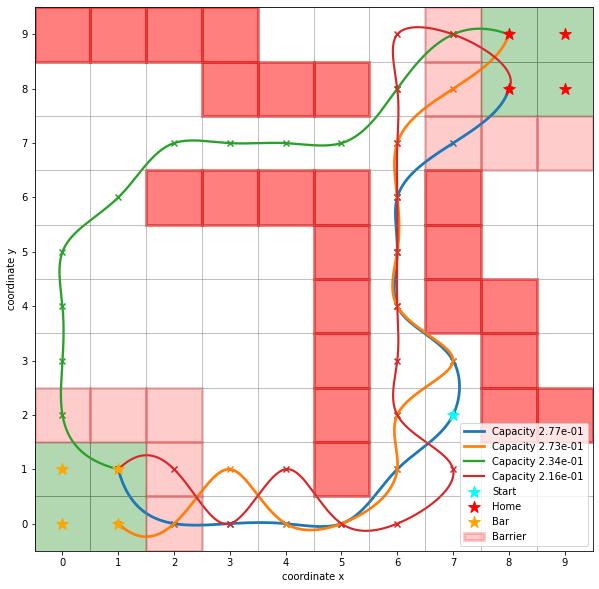 9
8
7
6
5
4
3
2
1
0
coordinate y
0 1 2 3 4 5 6 7 8 9
coordinate x
Capacity 2.77e-01
Capacity 2.73e-01
Capacity 2.34e-01
Capacity 2.16e-01
Start
Home
Bar
Barrier